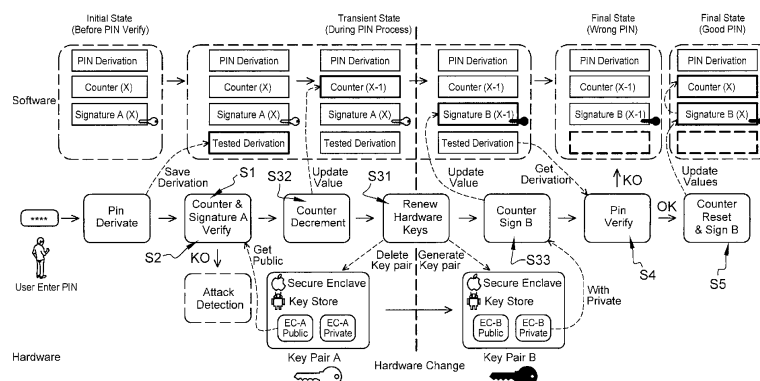 Initial State
(Before PIN Verify)
Transient State
(During PIN Process)
Final State
(Wrong PIN)
Final State
(Good PIN)
Software
PIN Derivation
Counter (X)
Signature A (X)
PIN Derivation
Counter (X)
Signature A (X)
Tested Derivation
PIN Derivation
Counter (X-1)
Signature A (X)
Tested Derivation
PIN Derivation
Counter (X-1)
Signature B (X-1)
Tested Derivation
PIN Derivation
Counter (X-1)
Signature B (X-1)
PIN Derivation
Counter (X)
Signature B (X)
Save
Derivation
S1
S32
Update
Value
S31
Update
Value
Get
Derivation
KO
Update
Values
****
User Enter PIN
Pin
Derivate
Counter &
Signature A
Verify
Counter
Decrement
Renew
Hardware
Keys
Counter
Sign B
Pin
Verify
OK
Counter
Reset
& Sign B
S2
KO
Get
Public
Delete
Key pair
Generate
Key pair
S33
With
Private
S4
S5
Attack
Detection
Secure Enclave
Key Store
EC-A
Public
EC-A
Private
Key Pair A
Secure Enclave
Key Store
EC-B
Public
EC-B
Private
Key Pair B
Hardware
Hardware Change